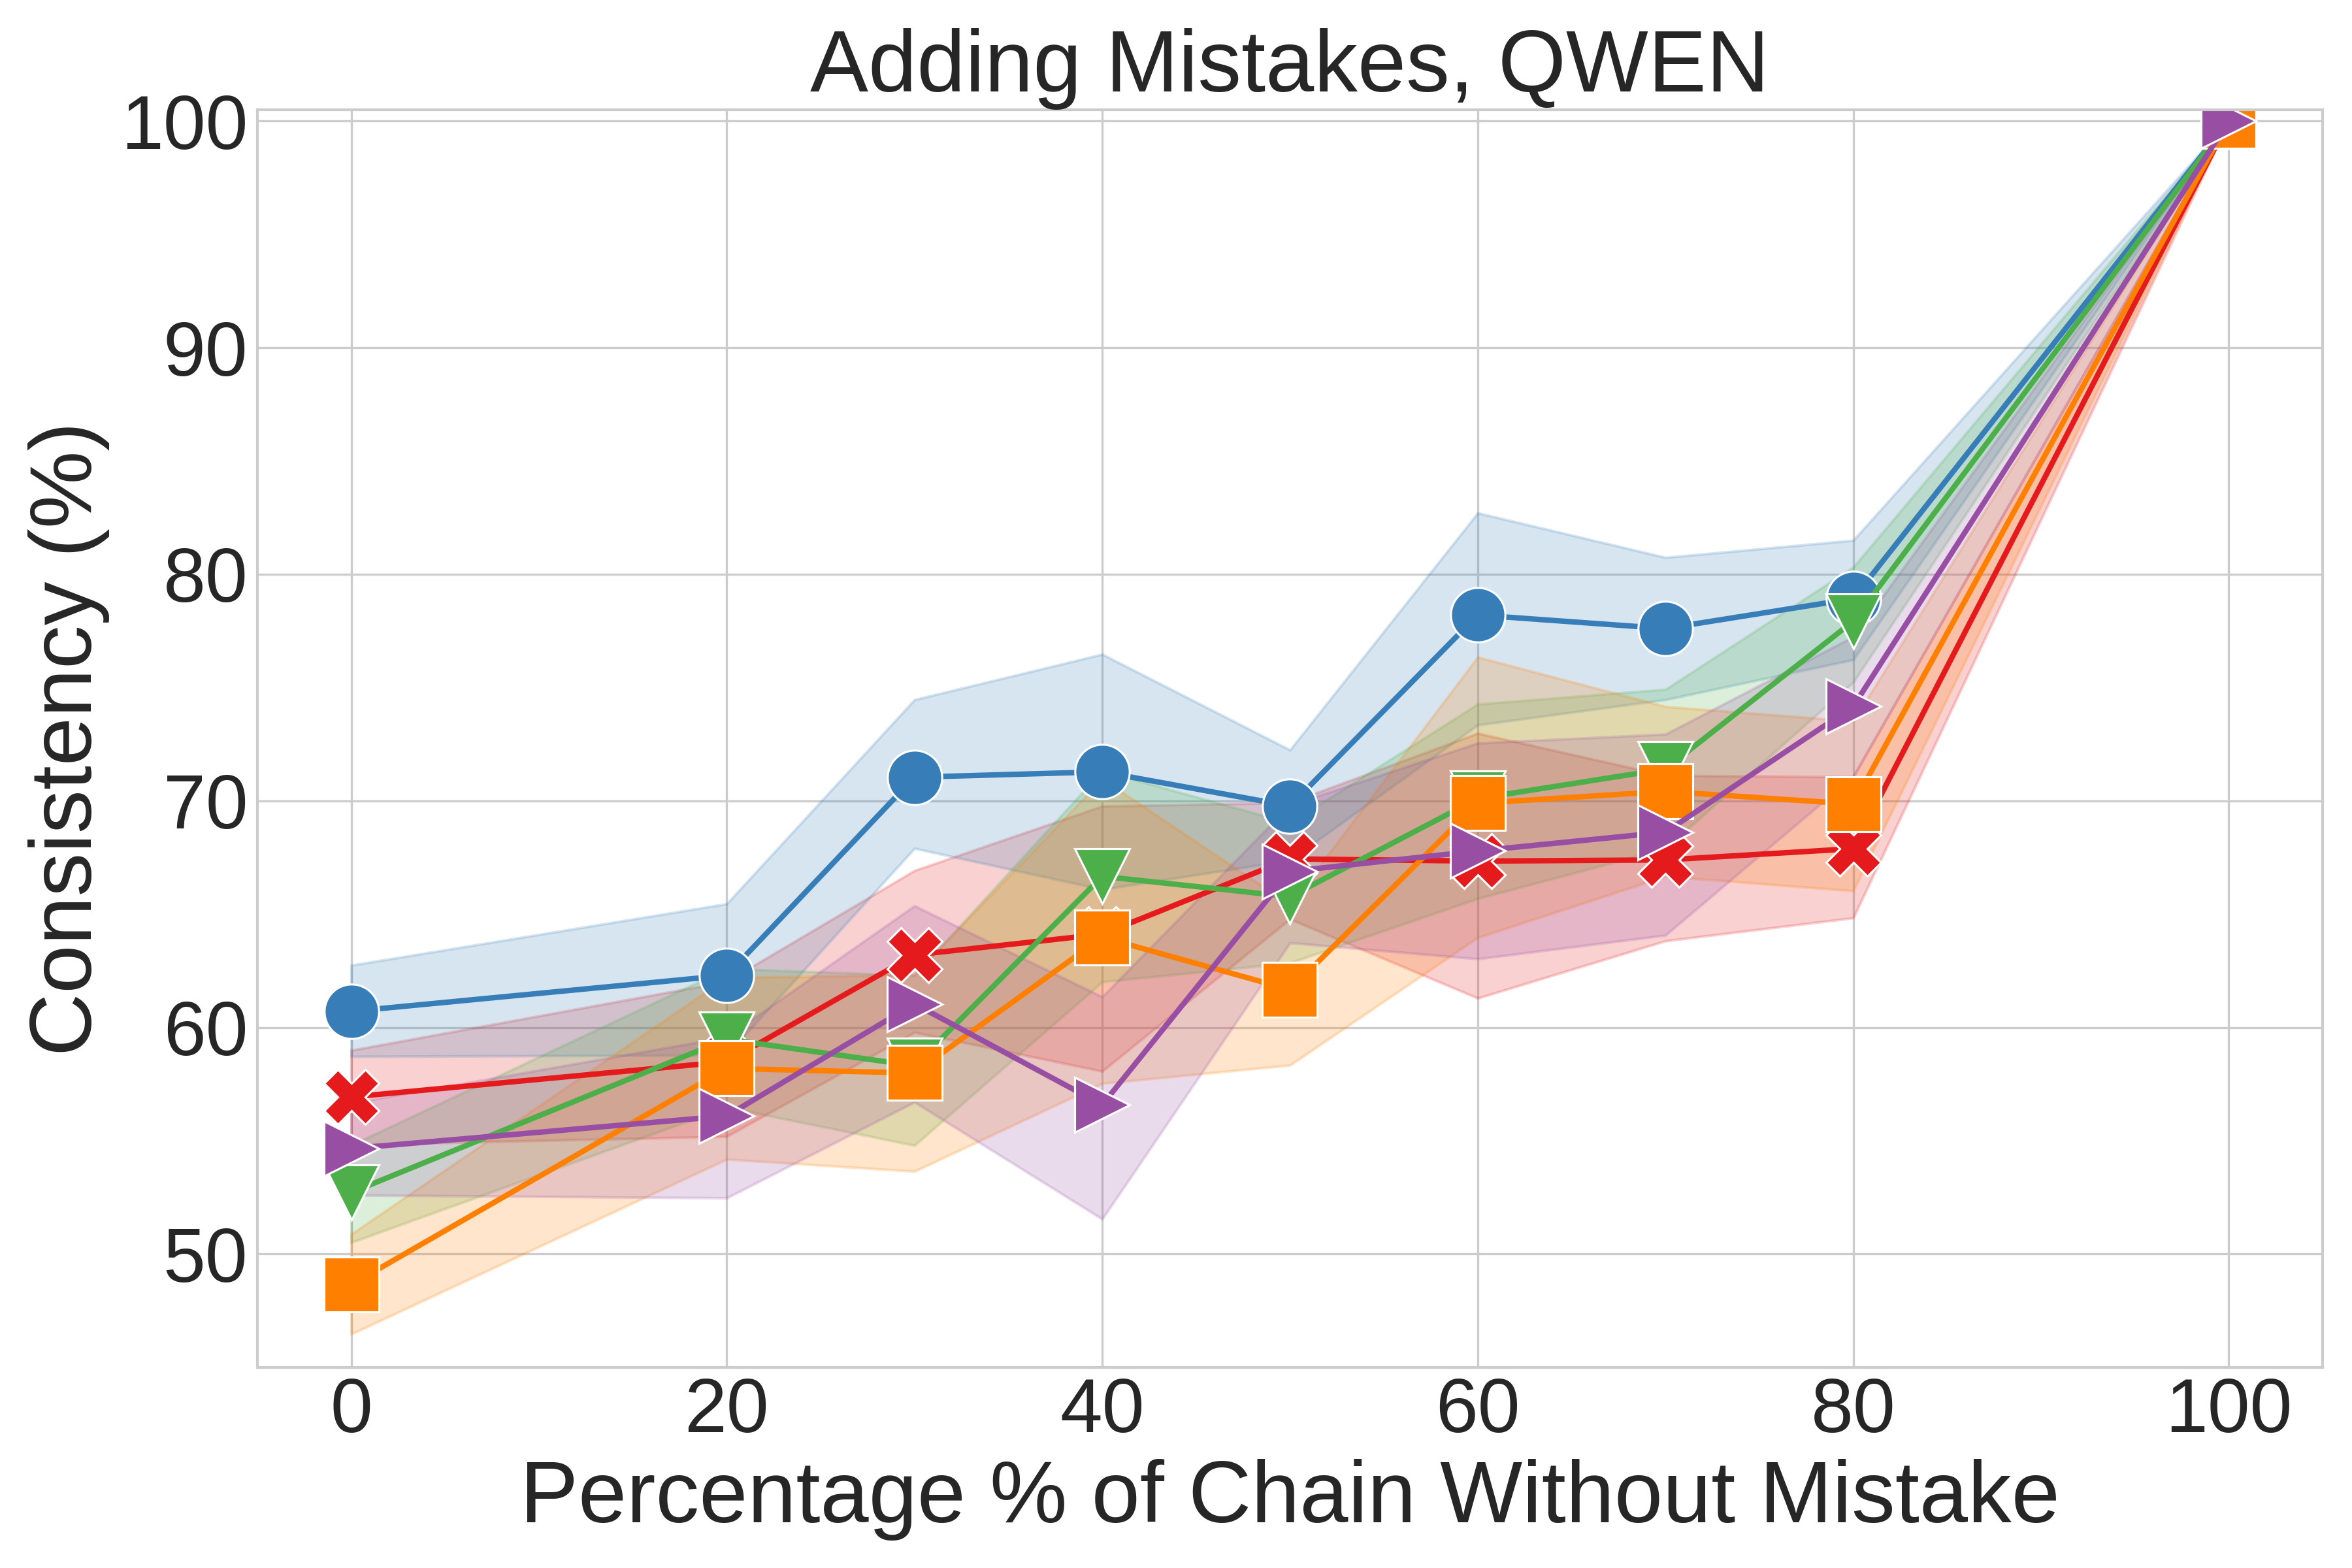 Adding Mistakes, QWEN
100
90
80
70
60
50
Consistency (%)
0 20 40 60 80 100
Percentage % of Chain Without Mistake